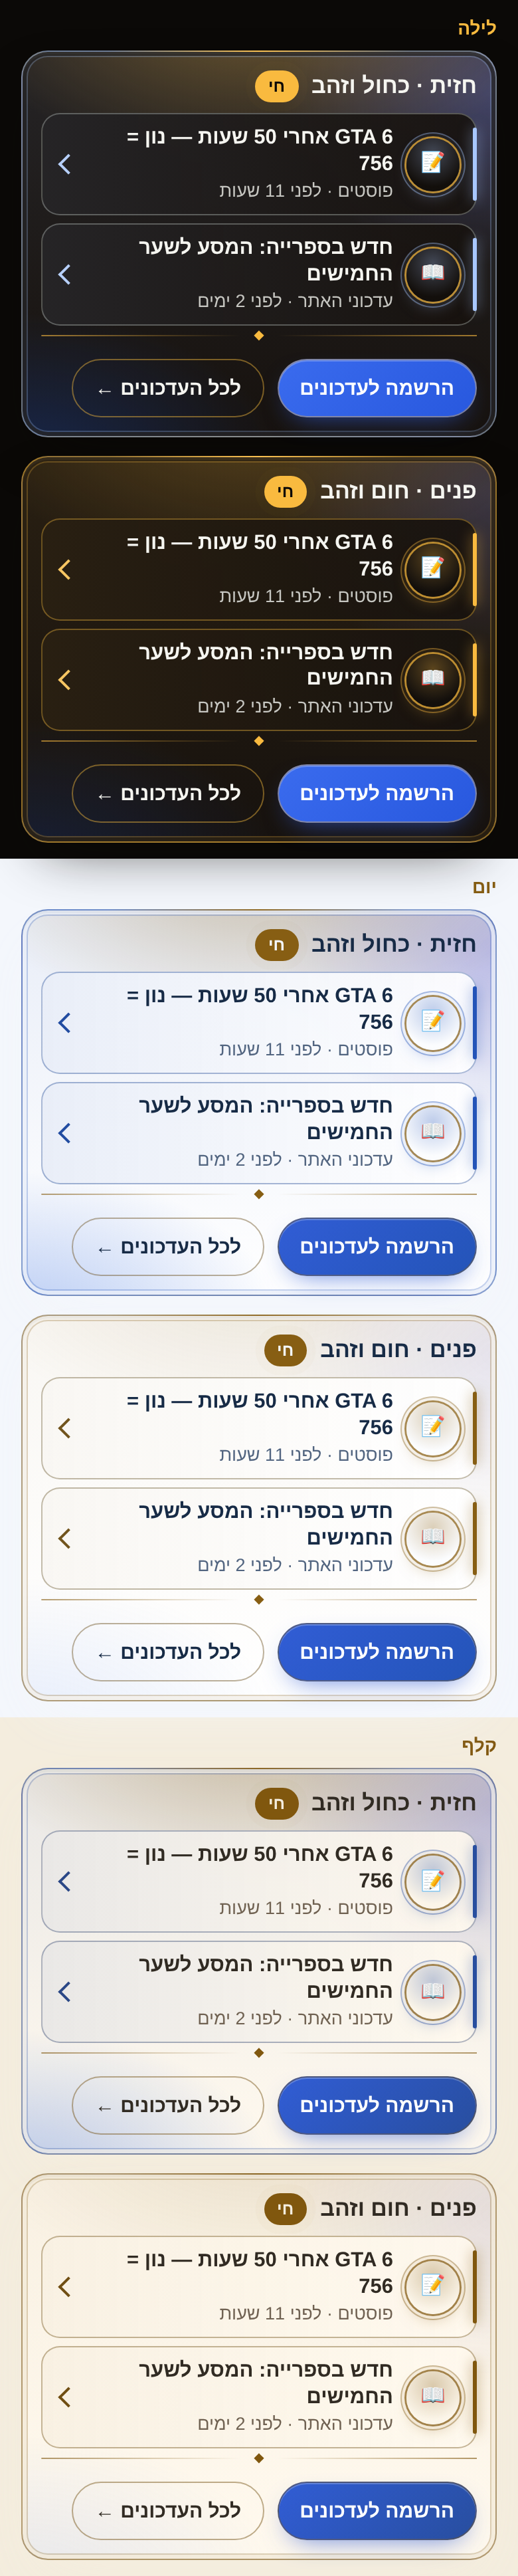 לילה
חזית · כחול וזהב חי
GTA 6 אחרי 50 שעות — נון =
756
פוסטים · לפני 11 שעות
חדש בספרייה: המסע לשער
החמישים
עדכוני האתר · לפני 2 ימים
הרשמה לעדכונים לכל העדכונים ←
פנים · חום וזהב חי
GTA 6 אחרי 50 שעות — נון =
756
פוסטים · לפני 11 שעות
חדש בספרייה: המסע לשער
החמישים
עדכוני האתר · לפני 2 ימים
הרשמה לעדכונים לכל העדכונים ←
יום
חזית · כחול וזהב חי
GTA 6 אחרי 50 שעות — נון =
756
פוסטים · לפני 11 שעות
חדש בספרייה: המסע לשער
החמישים
עדכוני האתר · לפני 2 ימים
הרשמה לעדכונים לכל העדכונים ←
פנים · חום וזהב חי
GTA 6 אחרי 50 שעות — נון =
756
פוסטים · לפני 11 שעות
חדש בספרייה: המסע לשער
החמישים
עדכוני האתר · לפני 2 ימים
הרשמה לעדכונים לכל העדכונים ←
קלף
חזית · כחול וזהב חי
GTA 6 אחרי 50 שעות — נון =
756
פוסטים · לפני 11 שעות
חדש בספרייה: המסע לשער
החמישים
עדכוני האתר · לפני 2 ימים
הרשמה לעדכונים לכל העדכונים ←
פנים · חום וזהב חי
GTA 6 אחרי 50 שעות — נון =
756
פוסטים · לפני 11 שעות
חדש בספרייה: המסע לשער
החמישים
עדכוני האתר · לפני 2 ימים
הרשמה לעדכונים לכל העדכונים ←